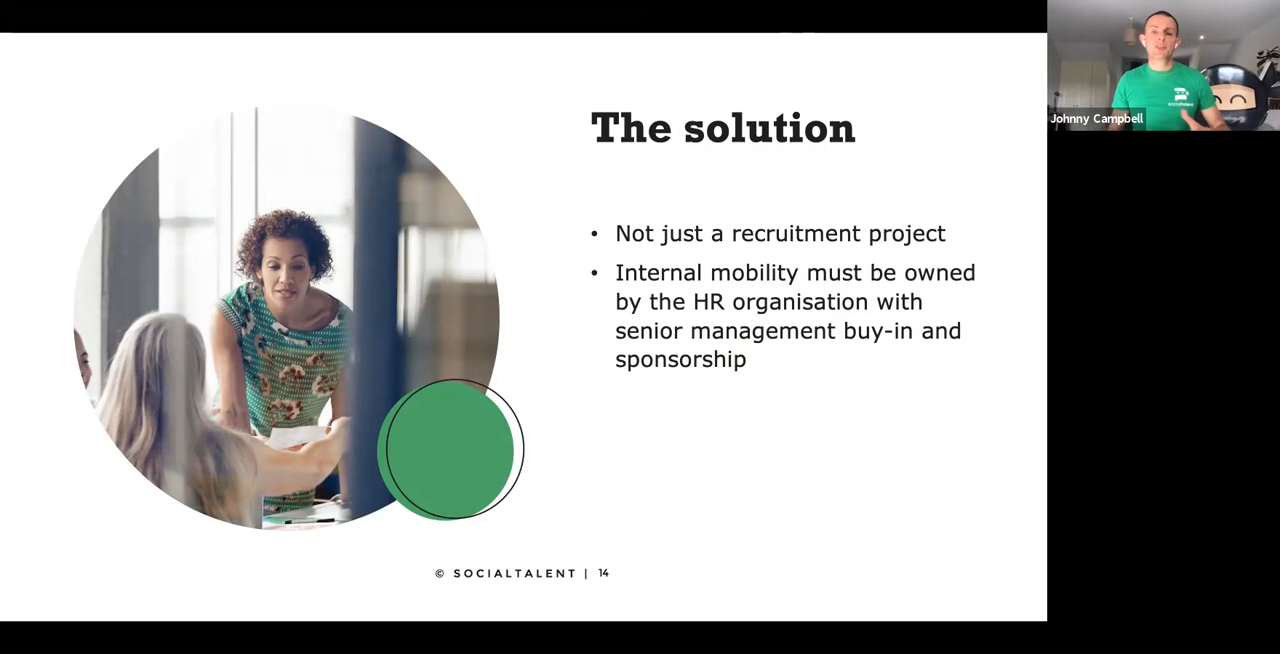 The solution
• Not just a recruitment project
• Internal mobility must be owned
by the HR organisation with
senior management buy-in and
sponsorship
© SOCIALTALENT | 14
Johnny Campbell